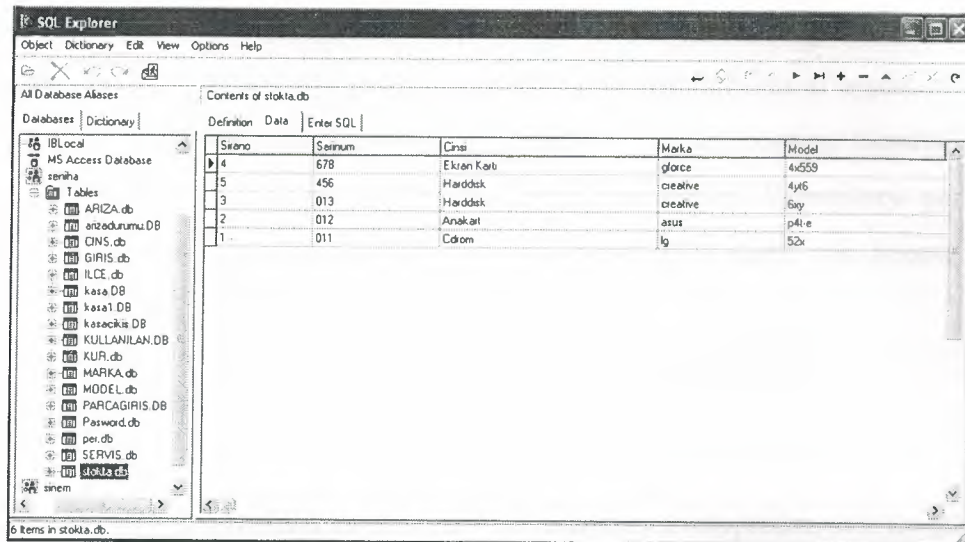 SQL Explorer
Object Dictionary Edit View Options Help
All Database Aliases
Contents of stokta.db
Databases Dictionary
Definition Data Enter SQL
IBLocal
MS Access Database
seniha
Tables
ARIZA.db
arizadurumu.DB
CINS.db
GIRIS.db
ILCE.db
kasa.DB
kasa1.DB
kasacikis.DB
KULLANILAN.DB
KUR.db
MARKA.db
MODEL.db
PARCAGIRIS.DB
Pasword.db
per.db
SERVIS.db
stokta.db
sinem
Sirano Serinum Cinsi Marka Model
4 678 Ekran Karti gforce 4x559
5 456 Harddisk creative 4yt6
3 013 Harddisk creative 6xy
2 012 Anakart asus p4l-e
1 011 Cdrom lg 52x
6 items in stokta.db.